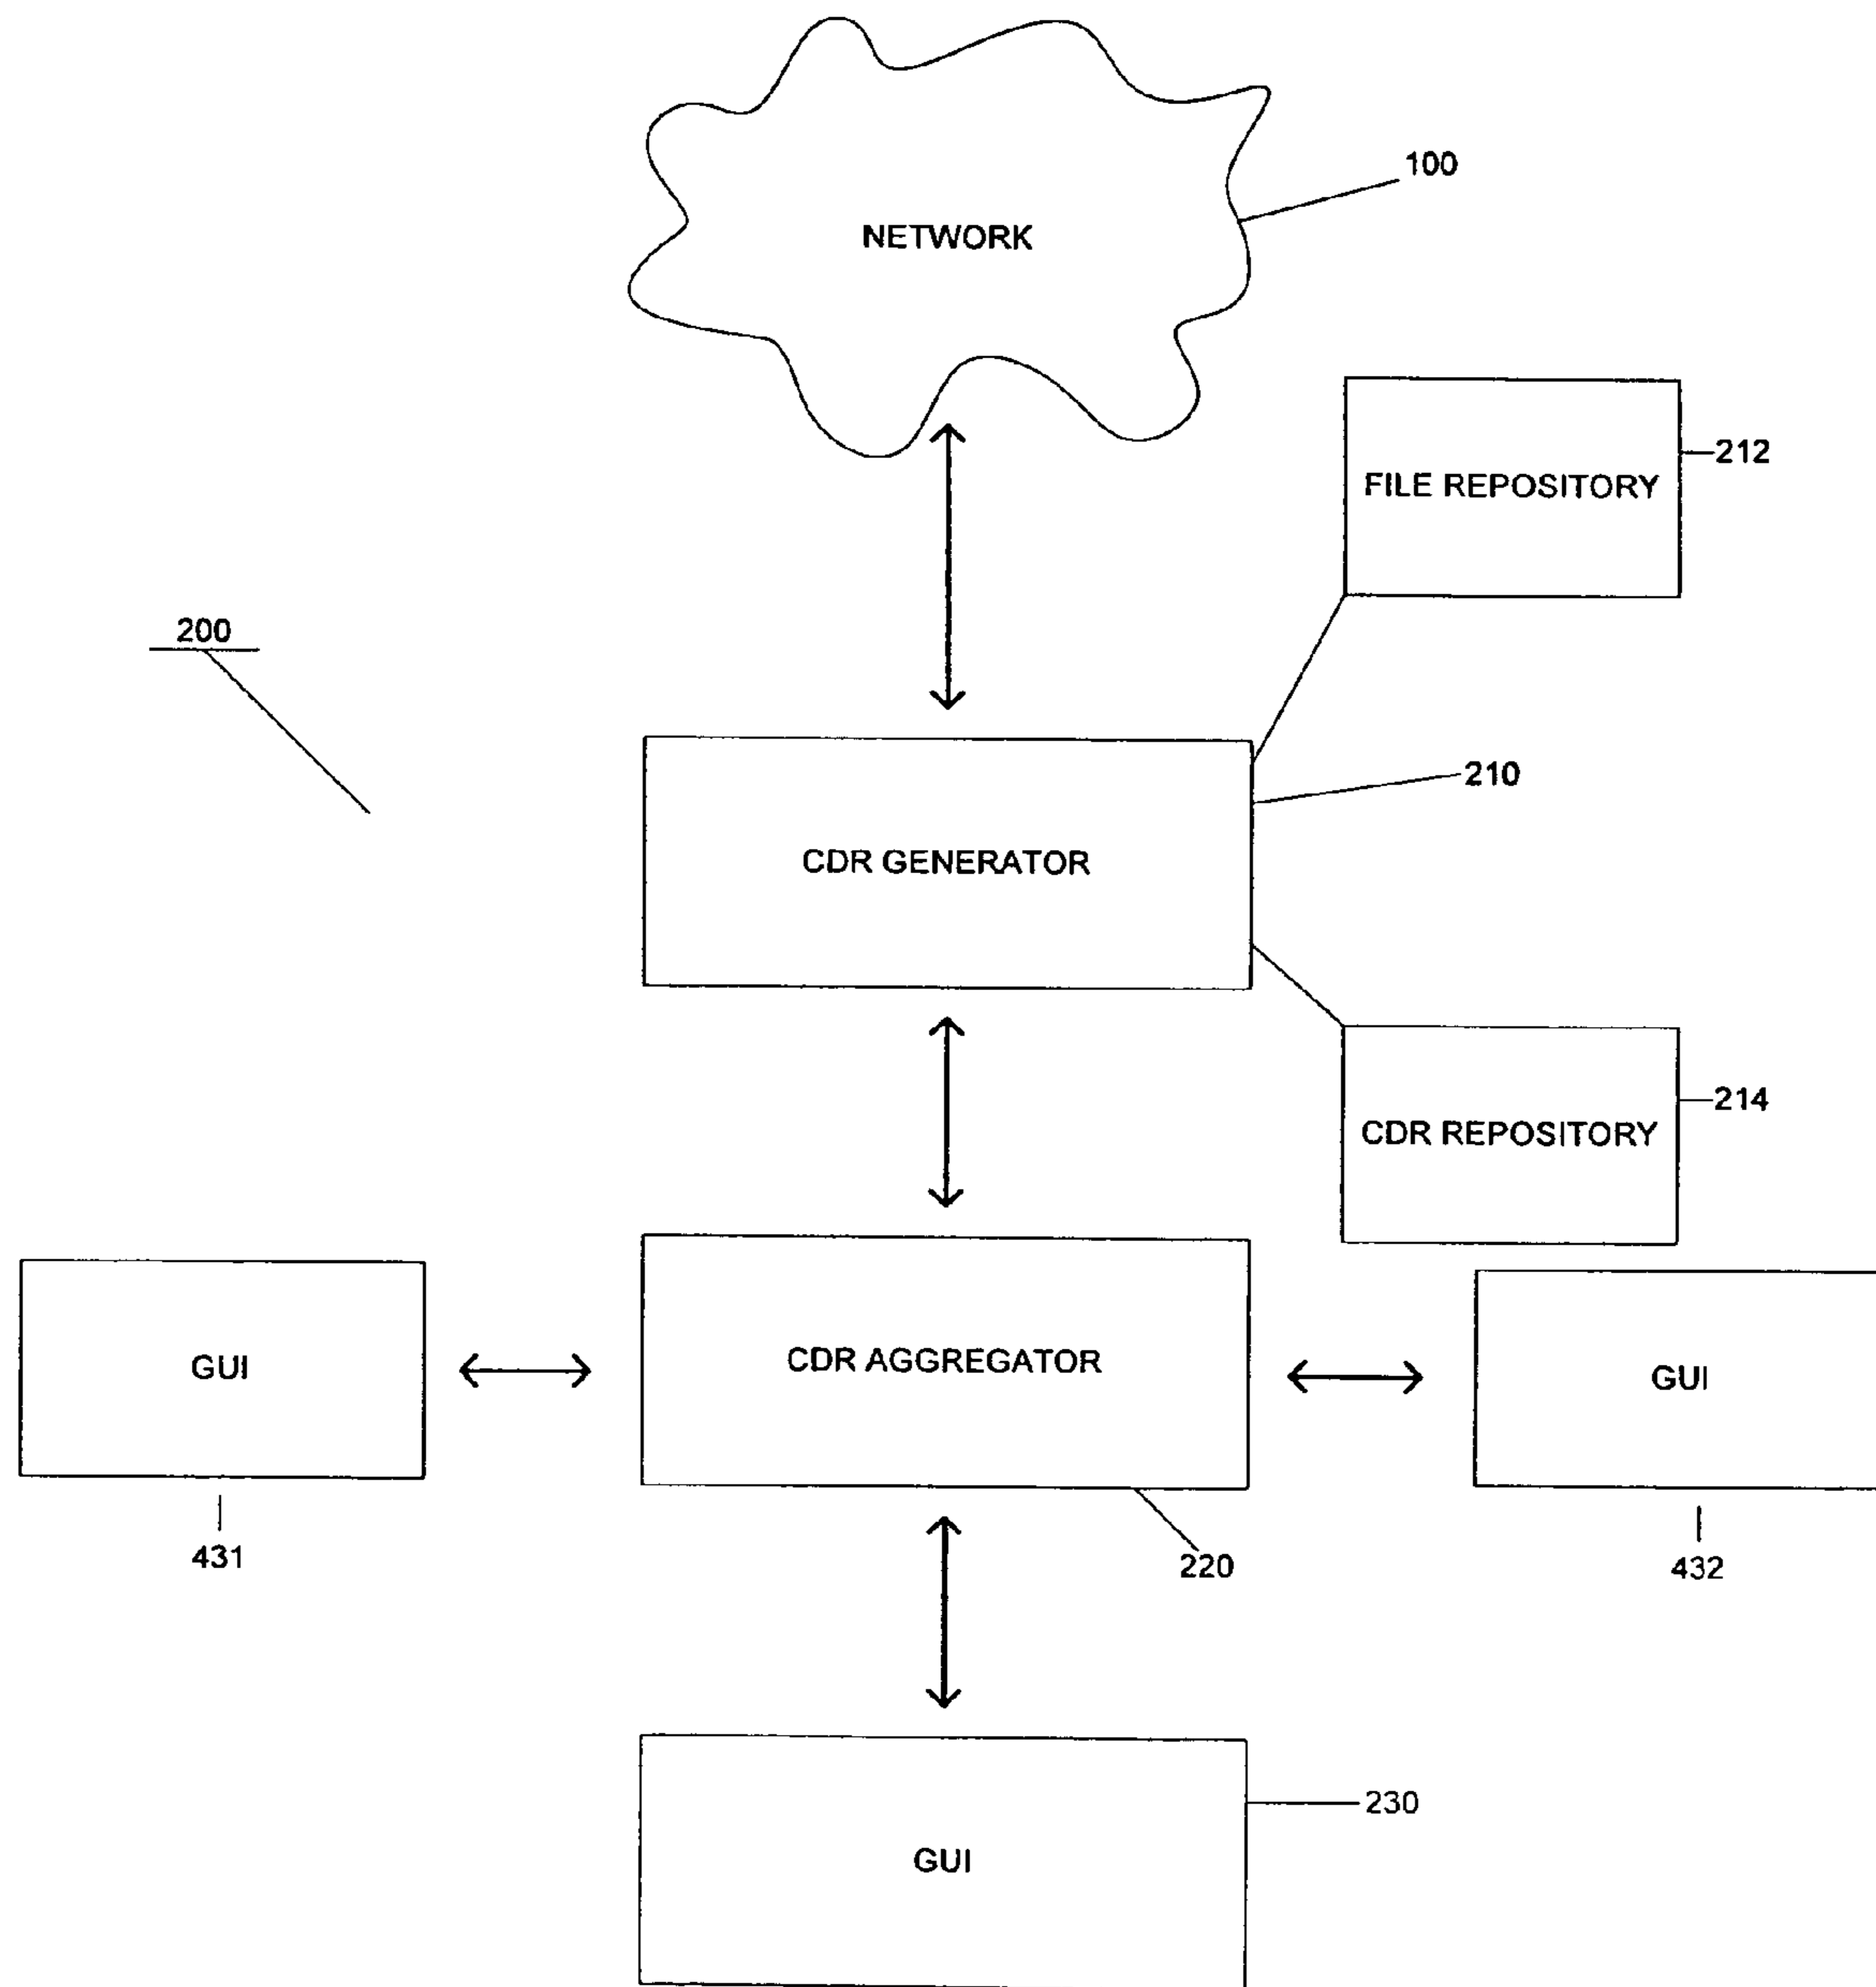 100
NETWORK
212
FILE REPOSITORY
200
210
CDR GENERATOR
214
CDR REPOSITORY
GUI
CDR AGGREGATOR
GUI
431
220
432
230
GUI